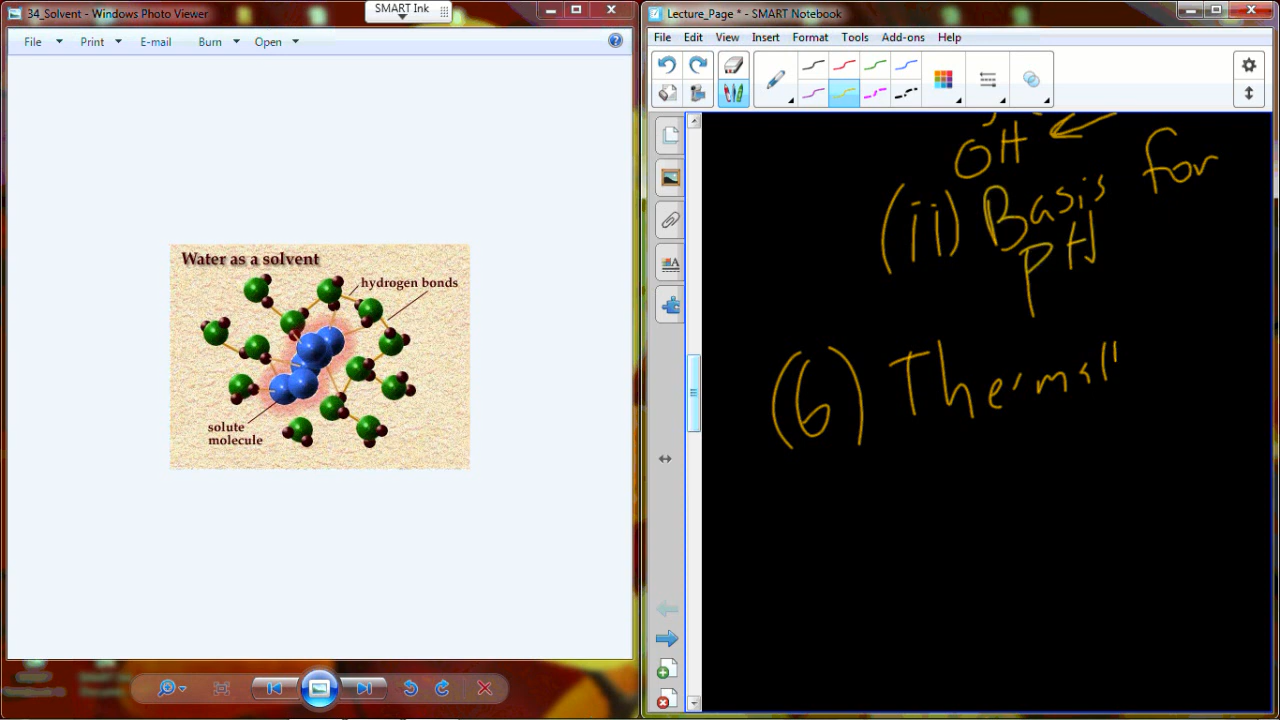 34_Solvent - Windows Photo Viewer
SMART Ink
File Print E-mail Burn Open
Water as a solvent
hydrogen bonds
solute
molecule
Lecture_Page * - SMART Notebook
File Edit View Insert Format Tools Add-ons Help
OH
(ii) Basis for
pH
(6) Thermal